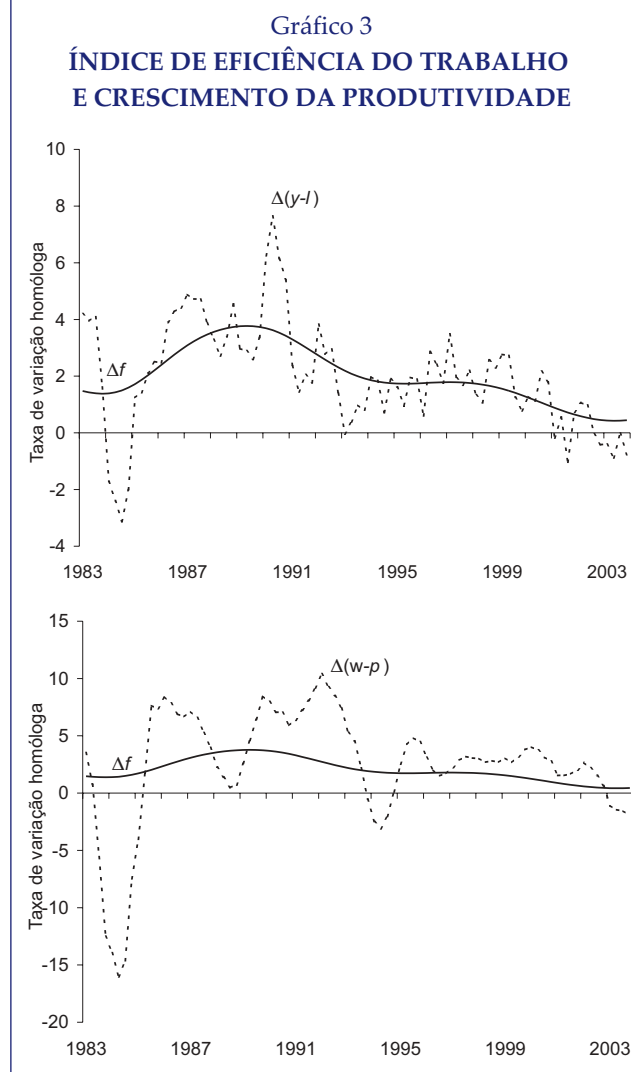 Gráfico 3
ÍNDICE DE EFICIÊNCIA DO TRABALHO
E CRESCIMENTO DA PRODUTIVIDADE
Taxa de variação homóloga
10
8
6
4
2
0
-2
-4
Δ(y-l)
Δf
1983 1987 1991 1995 1999 2003
Taxa de variação homóloga
15
10
5
0
-5
-10
-15
-20
Δ(w-p)
Δf
1983 1987 1991 1995 1999 2003